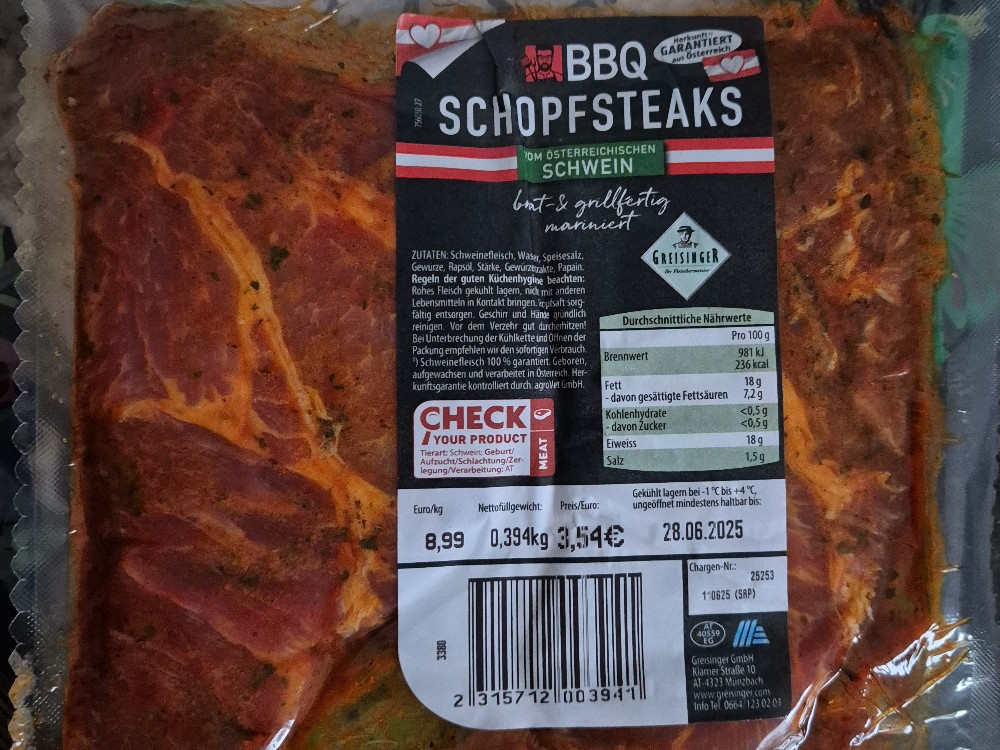 BBQ
Herkunft
GARANTIERT
aus Österreich
SCHOPFSTEAKS
VOM ÖSTERREICHISCHEN
SCHWEIN
brat- & grillfertig
mariniert
GREISINGER
Ihr Fleischermeister
ZUTATEN: Schweinefleisch, Wasser, Speisesalz,
Gewürze, Rapsöl, Stärke, Gewürzextrakte, Papain.
Regeln der guten Küchenhygiene beachten:
Rohes Fleisch gekühlt lagern, nicht mit anderen
Lebensmitteln in Kontakt bringen. Tropfsaft sorg-
fältig entsorgen. Geschirr und Hände gründlich
reinigen. Vor dem Verzehr gut durcherhitzen!
Bei Unterbrechung der Kühlkette und Öffnen der
Packung empfehlen wir den sofortigen Verbrauch.
*) Schweinefleisch 100 % garantiert. Geboren,
aufgewachsen und verarbeitet in Österreich. Her-
kunftsgarantie kontrolliert durch: agroVet GmbH.
Durchschnittliche Nährwerte
Pro 100 g
Brennwert 981 kJ
236 kcal
Fett 18 g
- davon gesättigte Fettsäuren 7,2 g
Kohlenhydrate <0,5 g
- davon Zucker <0,5 g
Eiweiss 18 g
Salz 1,5 g
CHECK
YOUR PRODUCT
MEAT
Tierart: Schwein; Geburt/
Aufzucht/Schlachtung/Zer-
legung/Verarbeitung: AT
Euro/kg Nettofüllgewicht: Preis/Euro:
8,99 0,394kg 3,54€
Gekühlt lagern bei -1 °C bis +4 °C,
ungeöffnet mindestens haltbar bis:
28.06.2025
Chargen-Nr.:
25253
110625 (SRP)
3380
2 315712 003941
AT
40559
EG
Greisinger GmbH
Klamer Straße 10
AT-4323 Münzbach
www.greisinger.com
Info Tel. 0664/123 02 03